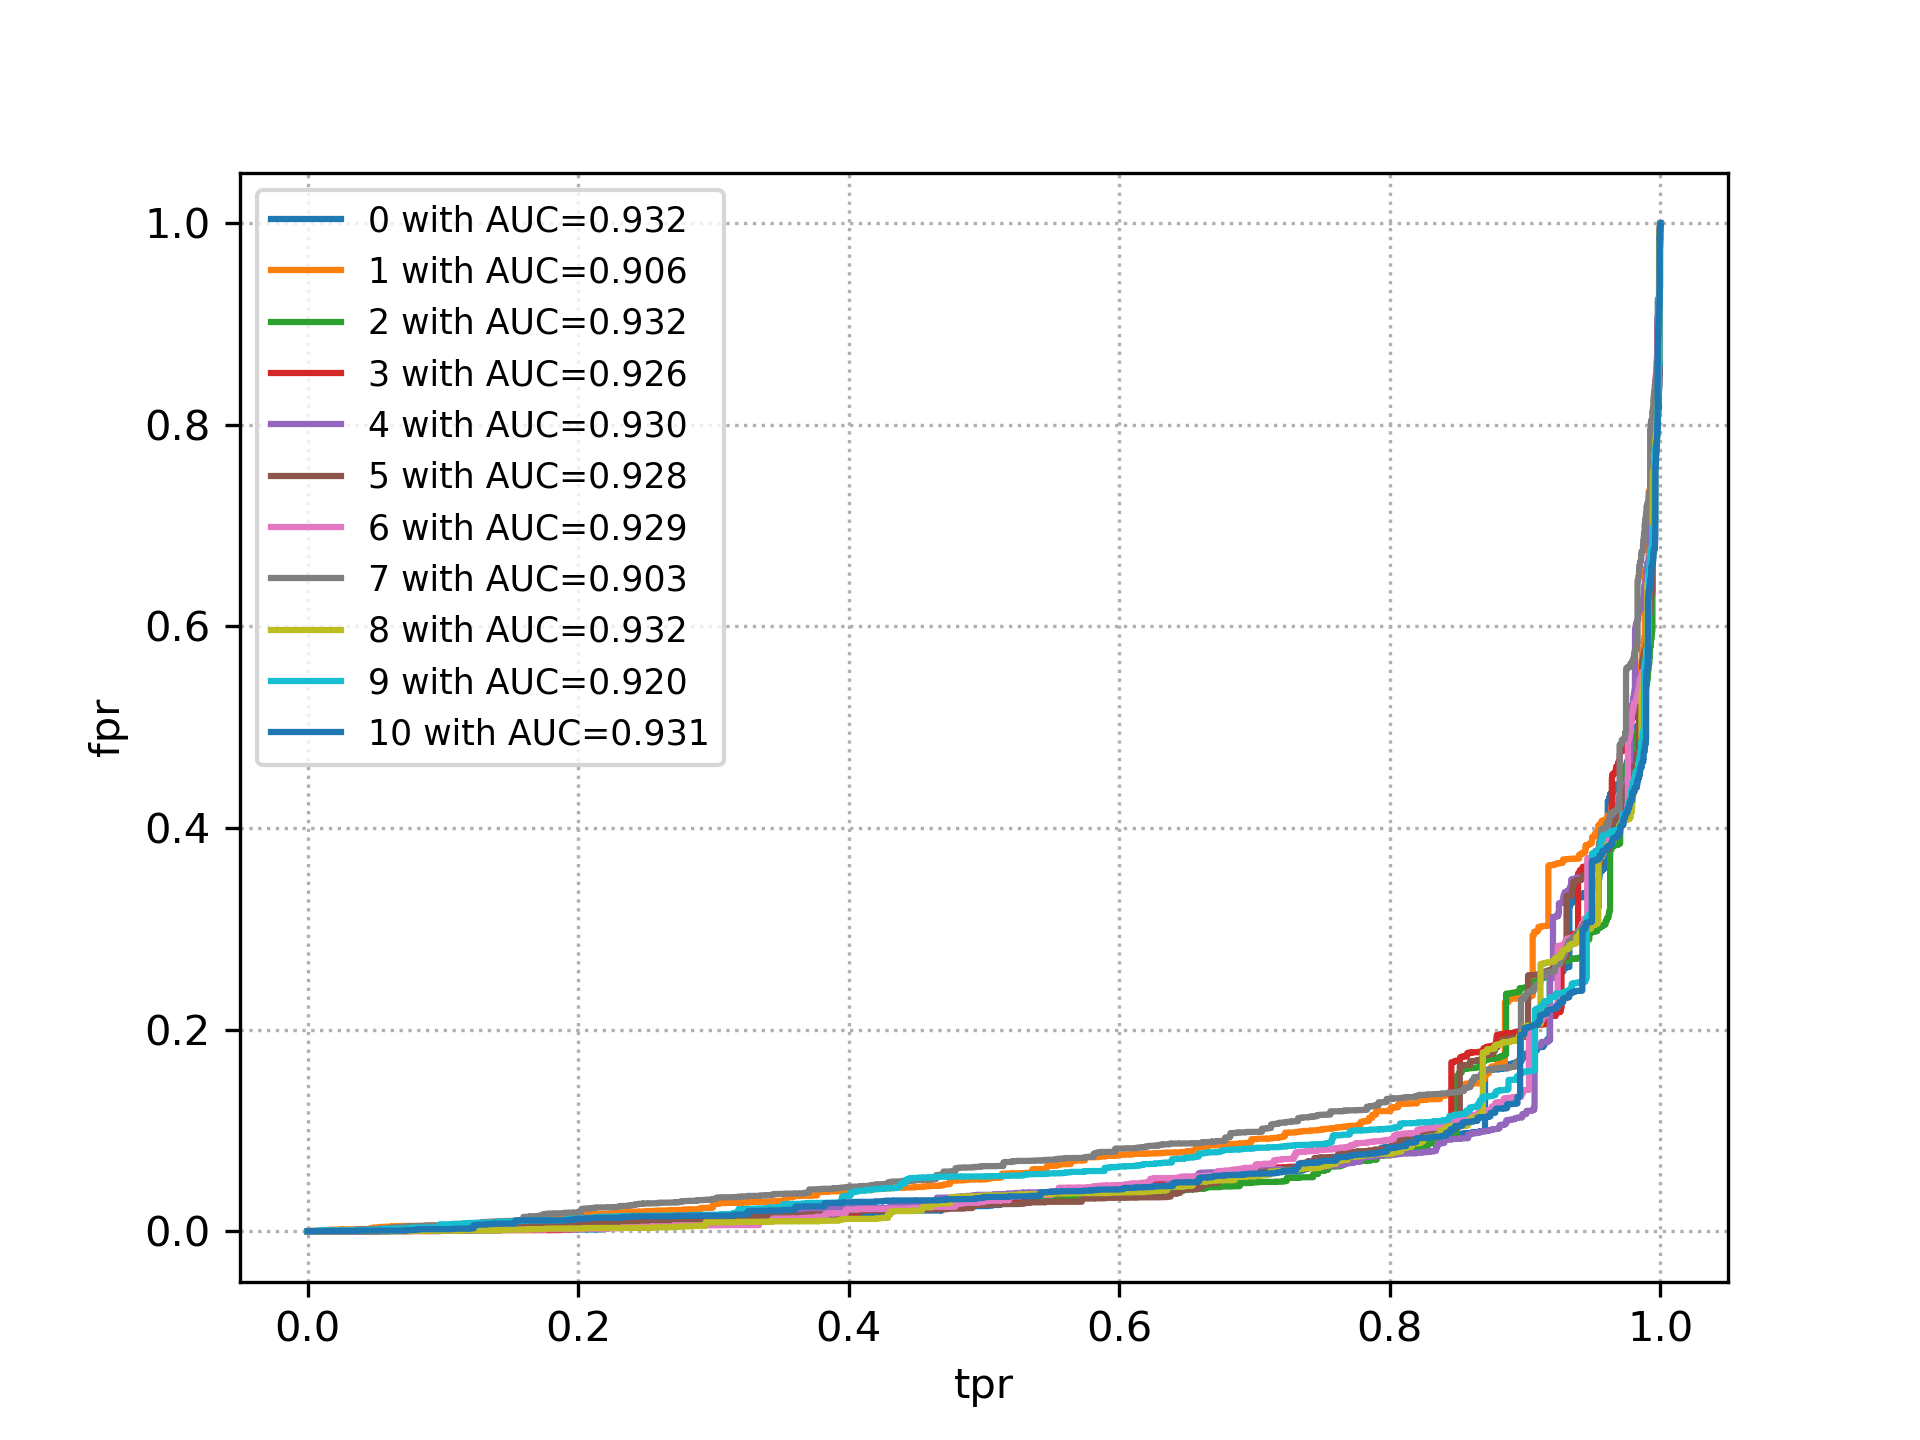 0 with AUC=0.932
1 with AUC=0.906
2 with AUC=0.932
3 with AUC=0.926
4 with AUC=0.930
5 with AUC=0.928
6 with AUC=0.929
7 with AUC=0.903
8 with AUC=0.932
9 with AUC=0.920
10 with AUC=0.931
1.0
0.8
0.6
0.4
0.2
0.0
fpr
0.0 0.2 0.4 0.6 0.8 1.0
tpr